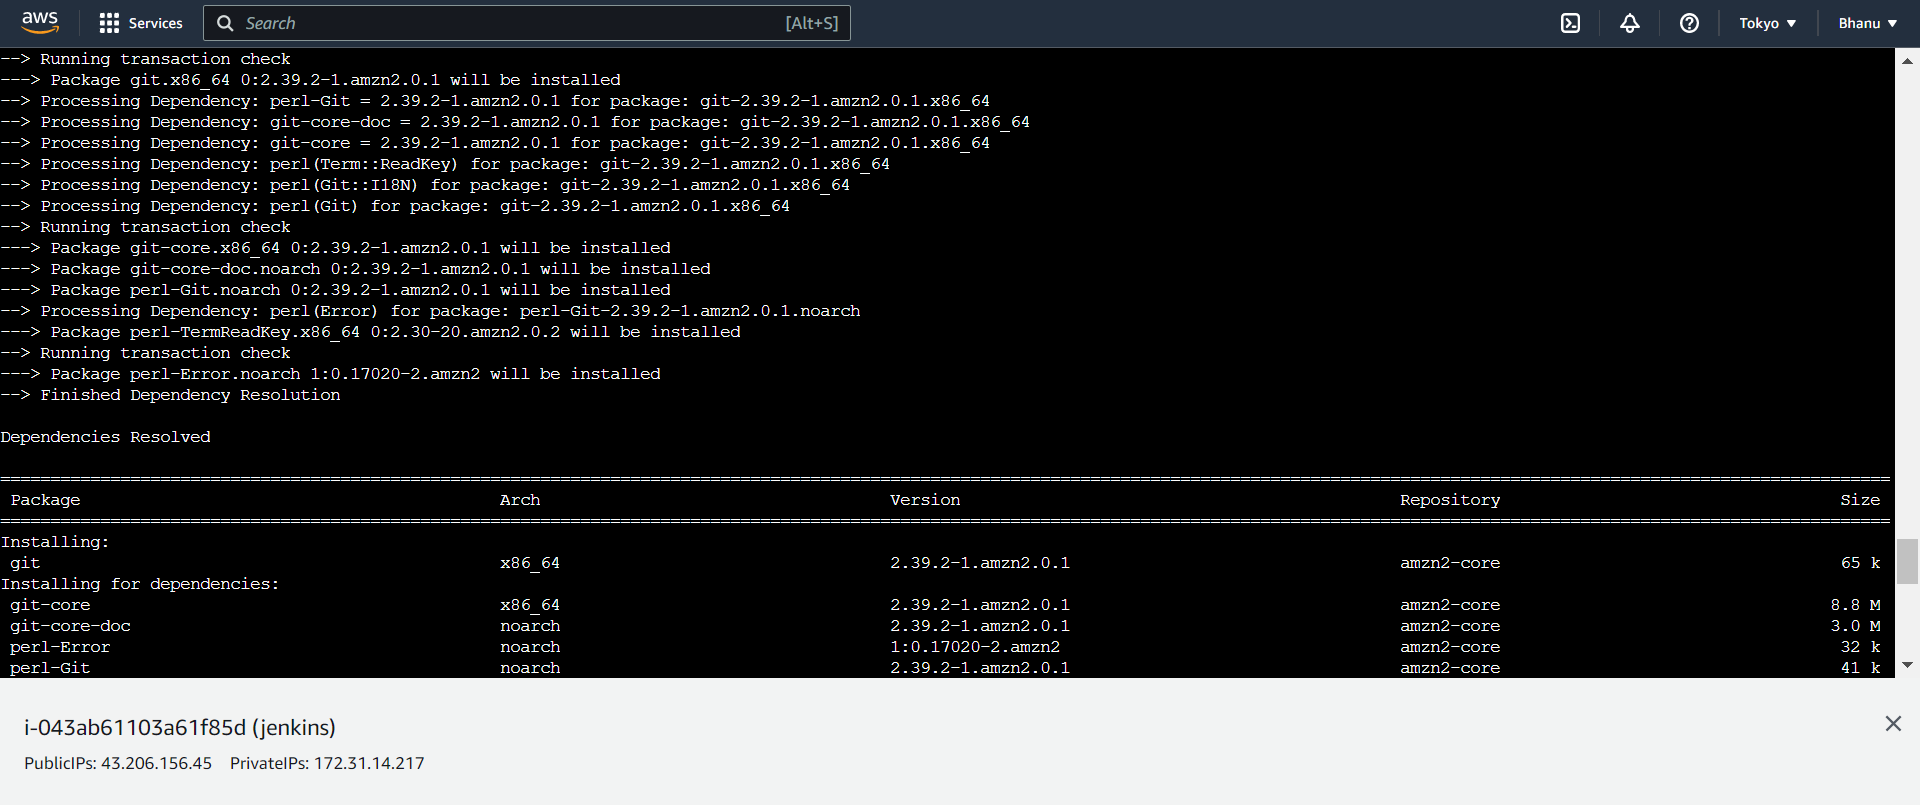 aws Services Search [Alt+S] Tokyo ▼ Bhanu ▼
--> Running transaction check
---> Package git.x86_64 0:2.39.2-1.amzn2.0.1 will be installed
--> Processing Dependency: perl-Git = 2.39.2-1.amzn2.0.1 for package: git-2.39.2-1.amzn2.0.1.x86_64
--> Processing Dependency: git-core-doc = 2.39.2-1.amzn2.0.1 for package: git-2.39.2-1.amzn2.0.1.x86_64
--> Processing Dependency: git-core = 2.39.2-1.amzn2.0.1 for package: git-2.39.2-1.amzn2.0.1.x86_64
--> Processing Dependency: perl(Term::ReadKey) for package: git-2.39.2-1.amzn2.0.1.x86_64
--> Processing Dependency: perl(Git::I18N) for package: git-2.39.2-1.amzn2.0.1.x86_64
--> Processing Dependency: perl(Git) for package: git-2.39.2-1.amzn2.0.1.x86_64
--> Running transaction check
---> Package git-core.x86_64 0:2.39.2-1.amzn2.0.1 will be installed
---> Package git-core-doc.noarch 0:2.39.2-1.amzn2.0.1 will be installed
---> Package perl-Git.noarch 0:2.39.2-1.amzn2.0.1 will be installed
--> Processing Dependency: perl(Error) for package: perl-Git-2.39.2-1.amzn2.0.1.noarch
---> Package perl-TermReadKey.x86_64 0:2.30-20.amzn2.0.2 will be installed
--> Running transaction check
---> Package perl-Error.noarch 1:0.17020-2.amzn2 will be installed
--> Finished Dependency Resolution
Dependencies Resolved
Package Arch Version Repository Size
Installing:
git x86_64 2.39.2-1.amzn2.0.1 amzn2-core 65 k
Installing for dependencies:
git-core x86_64 2.39.2-1.amzn2.0.1 amzn2-core 8.8 M
git-core-doc noarch 2.39.2-1.amzn2.0.1 amzn2-core 3.0 M
perl-Error noarch 1:0.17020-2.amzn2 amzn2-core 32 k
perl-Git noarch 2.39.2-1.amzn2.0.1 amzn2-core 41 k
i-043ab61103a61f85d (jenkins)
PublicIPs: 43.206.156.45 PrivateIPs: 172.31.14.217